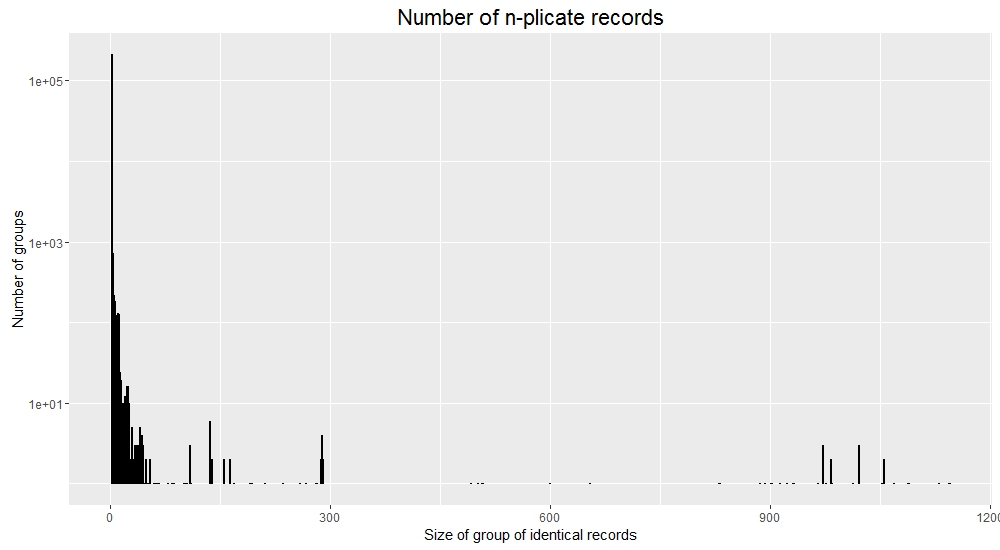 Number of n-plicate records
Number of groups
1e+05
1e+03
1e+01
0 300 600 900 1200
Size of group of identical records